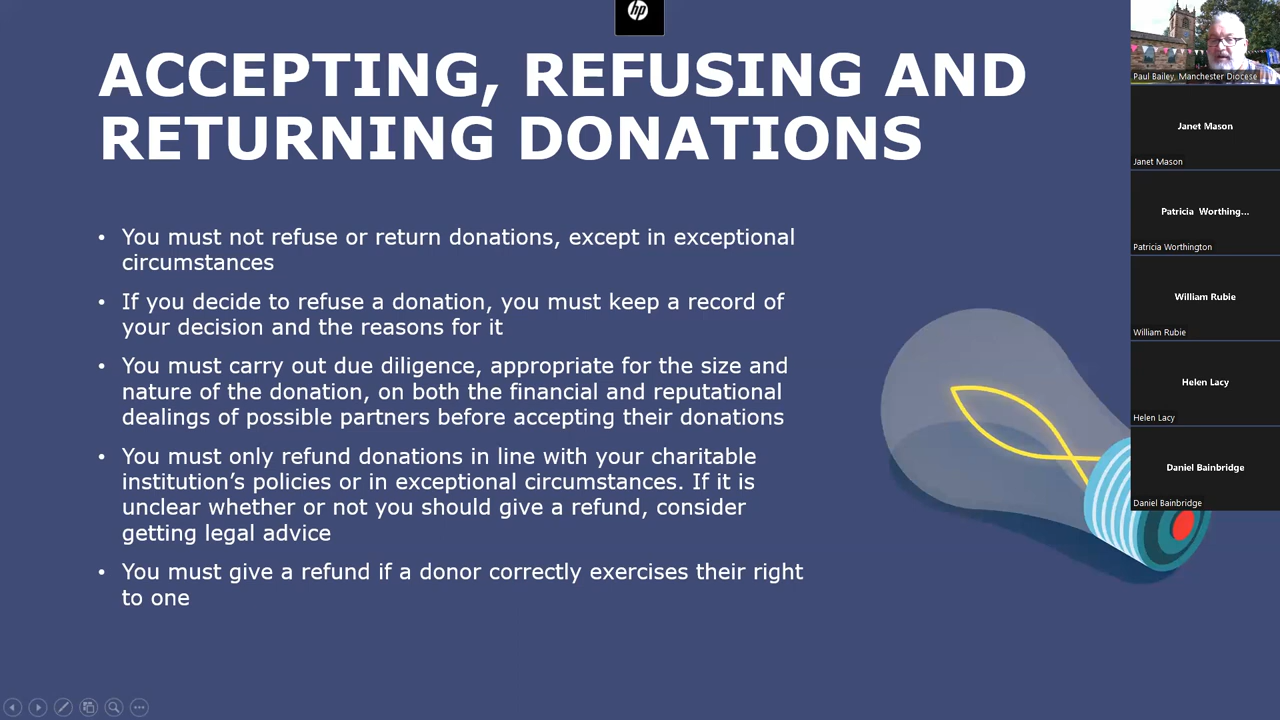 hp
ACCEPTING, REFUSING AND
RETURNING DONATIONS
• You must not refuse or return donations, except in exceptional
circumstances
• If you decide to refuse a donation, you must keep a record of
your decision and the reasons for it
• You must carry out due diligence, appropriate for the size and
nature of the donation, on both the financial and reputational
dealings of possible partners before accepting their donations
• You must only refund donations in line with your charitable
institution’s policies or in exceptional circumstances. If it is
unclear whether or not you should give a refund, consider
getting legal advice
• You must give a refund if a donor correctly exercises their right
to one
Paul Bailey, Manchester Diocese
Janet Mason
Janet Mason
Patricia Worthing...
Patricia Worthington
William Rubie
William Rubie
Helen Lacy
Helen Lacy
Daniel Bainbridge
Daniel Bainbridge